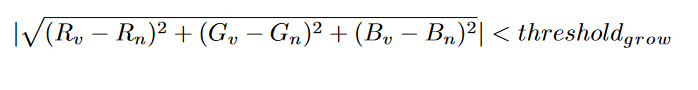 |√(R_v − R_n)² + (G_v − G_n)² + (B_v − B_n)²| < threshold_grow